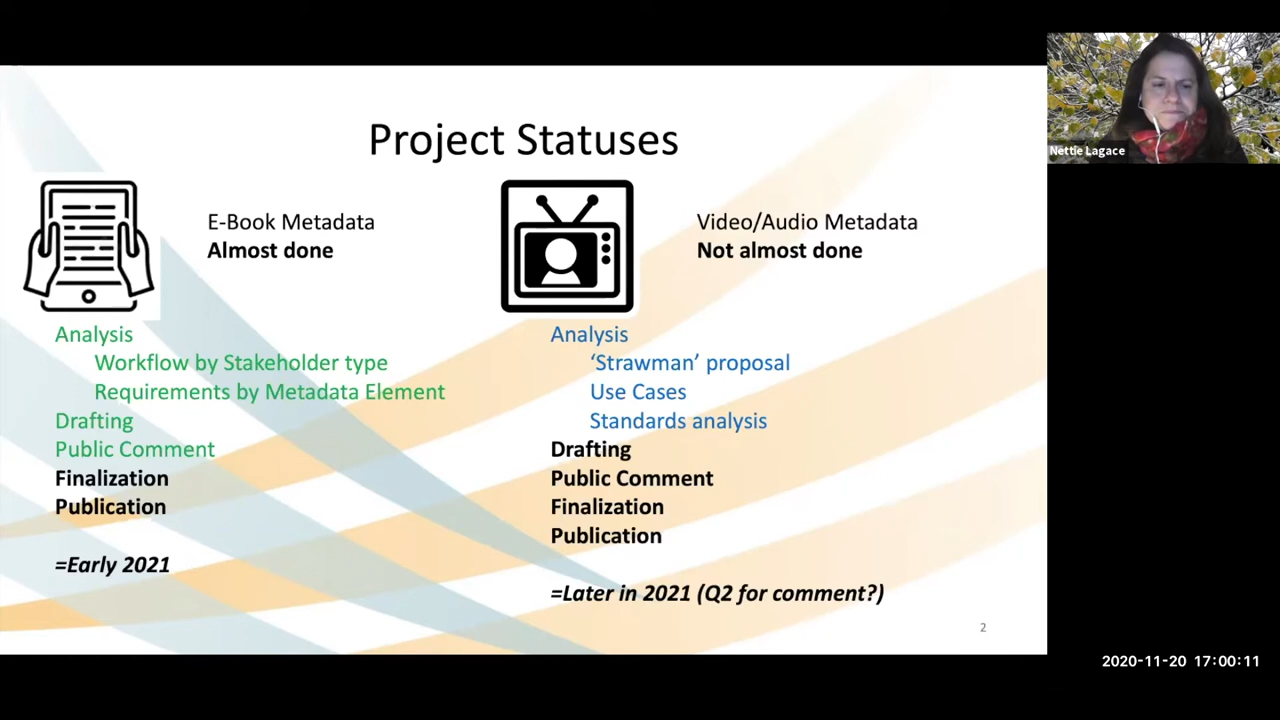 Project Statuses
E-Book Metadata
Almost done
Analysis
Workflow by Stakeholder type
Requirements by Metadata Element
Drafting
Public Comment
Finalization
Publication
=Early 2021
Video/Audio Metadata
Not almost done
Analysis
‘Strawman’ proposal
Use Cases
Standards analysis
Drafting
Public Comment
Finalization
Publication
=Later in 2021 (Q2 for comment?)
2
Nettie Lagace
2020-11-20 17:00:11